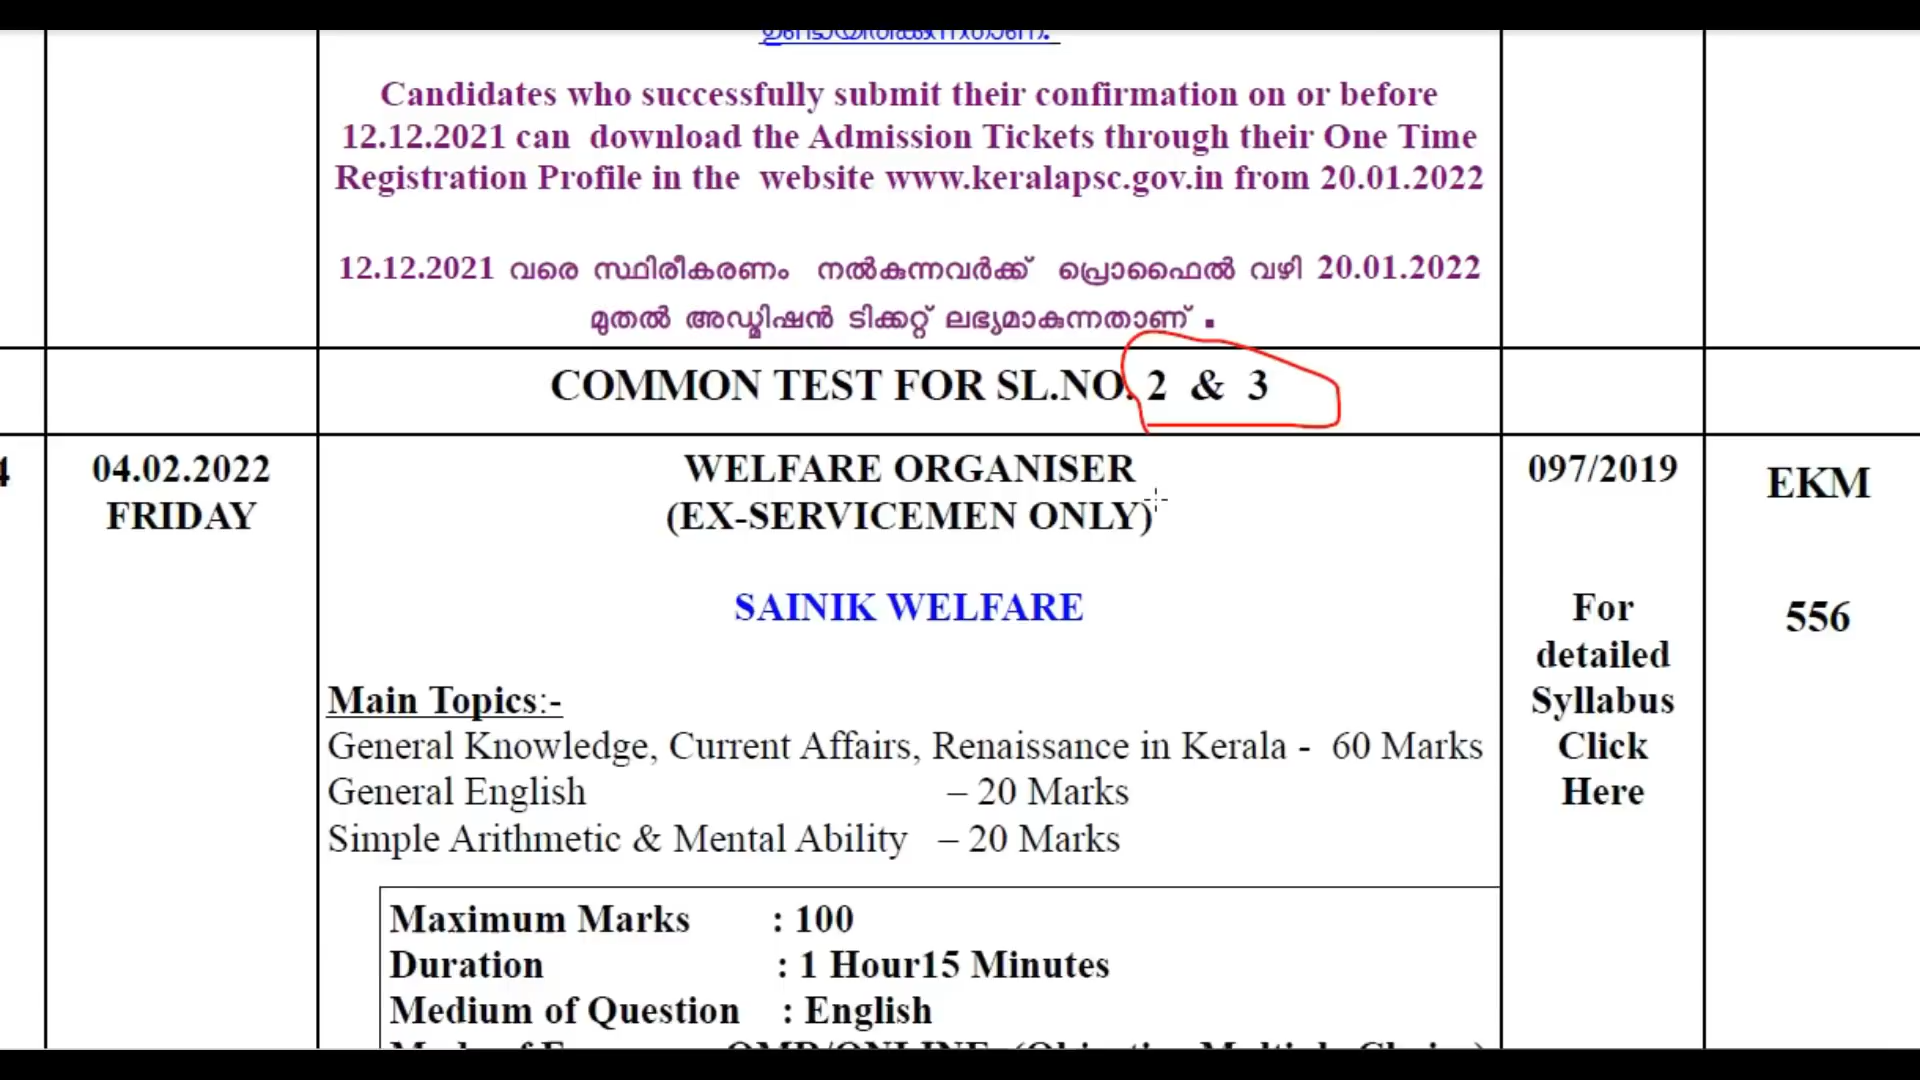 ഉണ്ടായിരിക്കുന്നതാണ്.
Candidates who successfully submit their confirmation on or before
12.12.2021 can download the Admission Tickets through their One Time
Registration Profile in the website www.keralapsc.gov.in from 20.01.2022
12.12.2021 വരെ സ്ഥിരീകരണം നൽകുന്നവർക്ക് പ്രൊഫൈൽ വഴി 20.01.2022
മുതൽ അഡ്മിഷൻ ടിക്കറ്റ് ലഭ്യമാകുന്നതാണ് .
COMMON TEST FOR SL.NO. 2 & 3
4
04.02.2022
FRIDAY
WELFARE ORGANISER
(EX-SERVICEMEN ONLY)
SAINIK WELFARE
Main Topics:-
General Knowledge, Current Affairs, Renaissance in Kerala - 60 Marks
General English – 20 Marks
Simple Arithmetic & Mental Ability – 20 Marks
Maximum Marks : 100
Duration : 1 Hour15 Minutes
Medium of Question : English
097/2019
For
detailed
Syllabus
Click
Here
EKM
556